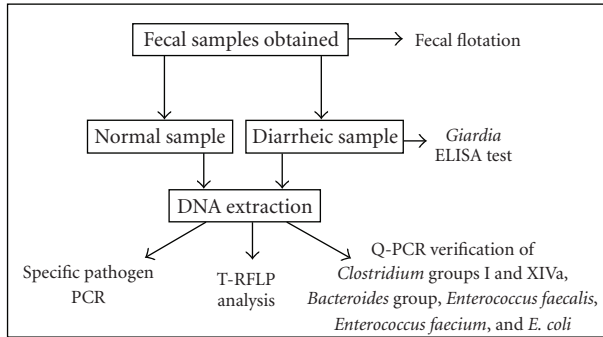 Fecal samples obtained
Fecal flotation
Normal sample
Diarrheic sample
Giardia
ELISA test
DNA extraction
Specific pathogen
PCR
T-RFLP
analysis
Q-PCR verification of
Clostridium groups I and XIVa,
Bacteroides group, Enterococcus faecalis,
Enterococcus faecium, and E. coli